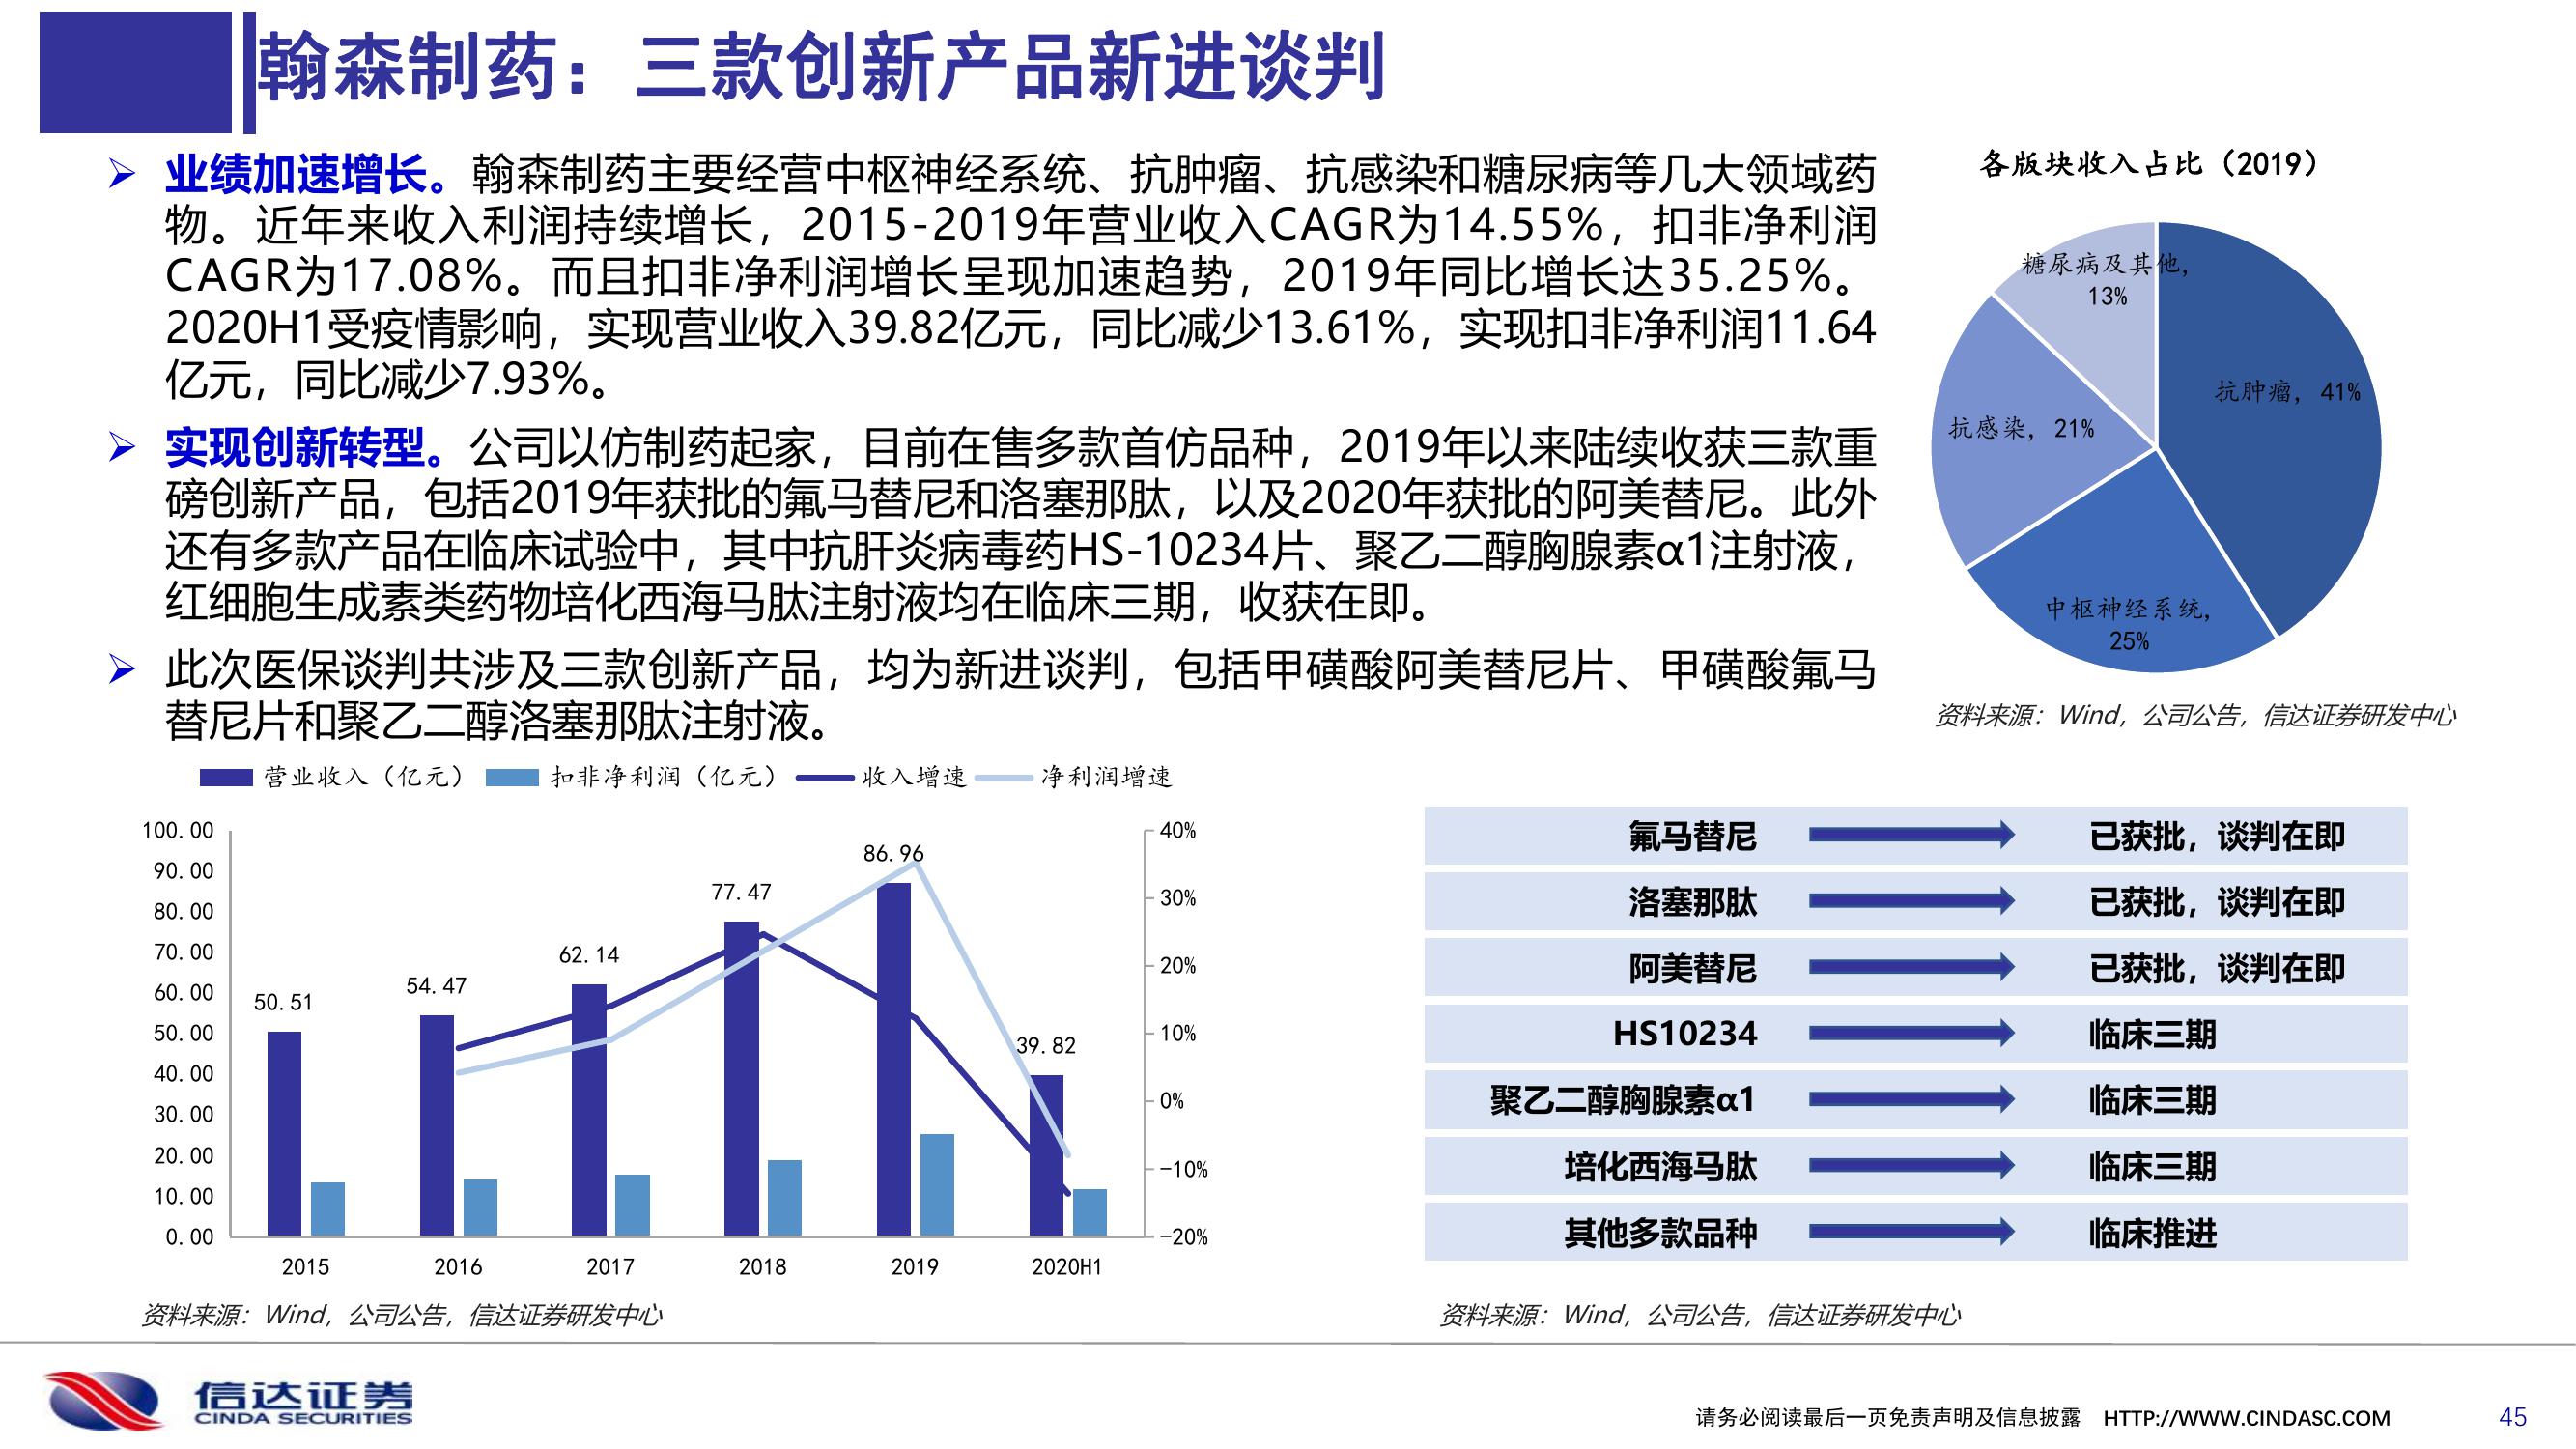 翰森制药：三款创新产品新进谈判
➢ 业绩加速增长。翰森制药主要经营中枢神经系统、抗肿瘤、抗感染和糖尿病等几大领域药
物。近年来收入利润持续增长，2015-2019年营业收入CAGR为14.55%，扣非净利润
CAGR为17.08%。而且扣非净利润增长呈现加速趋势，2019年同比增长达35.25%。
2020H1受疫情影响，实现营业收入39.82亿元，同比减少13.61%，实现扣非净利润11.64
亿元，同比减少7.93%。
➢ 实现创新转型。公司以仿制药起家，目前在售多款首仿品种，2019年以来陆续收获三款重
磅创新产品，包括2019年获批的氟马替尼和洛塞那肽，以及2020年获批的阿美替尼。此外
还有多款产品在临床试验中，其中抗肝炎病毒药HS-10234片、聚乙二醇胸腺素α1注射液，
红细胞生成素类药物培化西海马肽注射液均在临床三期，收获在即。
➢ 此次医保谈判共涉及三款创新产品，均为新进谈判，包括甲磺酸阿美替尼片、甲磺酸氟马
替尼片和聚乙二醇洛塞那肽注射液。
各版块收入占比（2019）
糖尿病及其他,
13%
抗肿瘤, 41%
抗感染, 21%
中枢神经系统,
25%
资料来源：Wind，公司公告，信达证券研发中心
营业收入（亿元） 扣非净利润（亿元） 收入增速 净利润增速
100.00
90.00
80.00
70.00
60.00
50.00
40.00
30.00
20.00
10.00
0.00
50.51
54.47
62.14
77.47
86.96
39.82
40%
30%
20%
10%
0%
-10%
-20%
2015 2016 2017 2018 2019 2020H1
资料来源：Wind，公司公告，信达证券研发中心
氟马替尼 已获批，谈判在即
洛塞那肽 已获批，谈判在即
阿美替尼 已获批，谈判在即
HS10234 临床三期
聚乙二醇胸腺素α1 临床三期
培化西海马肽 临床三期
其他多款品种 临床推进
资料来源：Wind，公司公告，信达证券研发中心
信达证券
CINDA SECURITIES
请务必阅读最后一页免责声明及信息披露 HTTP://WWW.CINDASC.COM 45